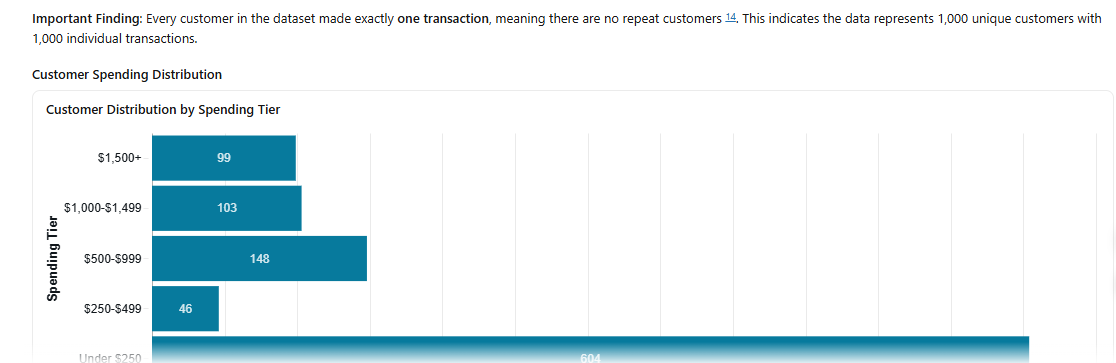 Important Finding: Every customer in the dataset made exactly one transaction, meaning there are no repeat customers 14. This indicates the data represents 1,000 unique customers with
1,000 individual transactions.
Customer Spending Distribution
Customer Distribution by Spending Tier
Spending Tier
$1,500+ 99
$1,000-$1,499 103
$500-$999 148
$250-$499 46
Under $250 604